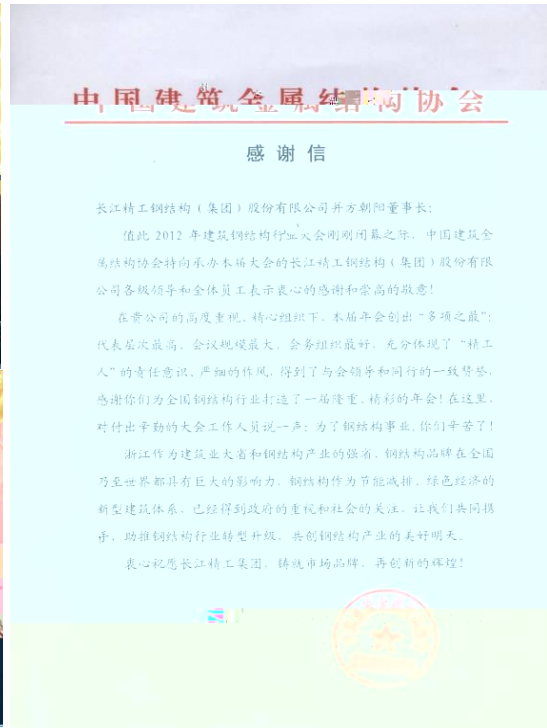 中国建筑金属结构协会
感谢信
长江精工钢结构(集团)股份有限公司并方朝阳董事长:
值此2012年建筑钢结构行业大会刚刚闭幕之际,中国建筑金
属结构协会特向承办本届大会的长江精工钢结构(集团)股份有限
公司各级领导和全体员工表示衷心的感谢和崇高的敬意!
在贵公司的高度重视、精心组织下,本届年会创出“多项之最”:
代表层次最高、会议规模最大、会务组织最好,充分体现了“精工
人”的责任意识、严细的作风,得到了与会领导和同行的一致赞誉,
感谢你们为全国钢结构行业打造了一届隆重、精彩的年会!在这里,
对付出辛勤的大会工作人员说一声:为了钢结构事业,你们辛苦了!
浙江作为建筑业大省和钢结构产业的强省,钢结构品牌在全国
乃至世界都具有巨大的影响力,钢结构作为节能减排、绿色经济的
新型建筑体系,已经得到政府的重视和社会的关注,让我们共同携
手,助推钢结构行业转型升级,共创钢结构产业的美好明天。
衷心祝愿长江精工集团,铸就市场品牌,再创新的辉煌!